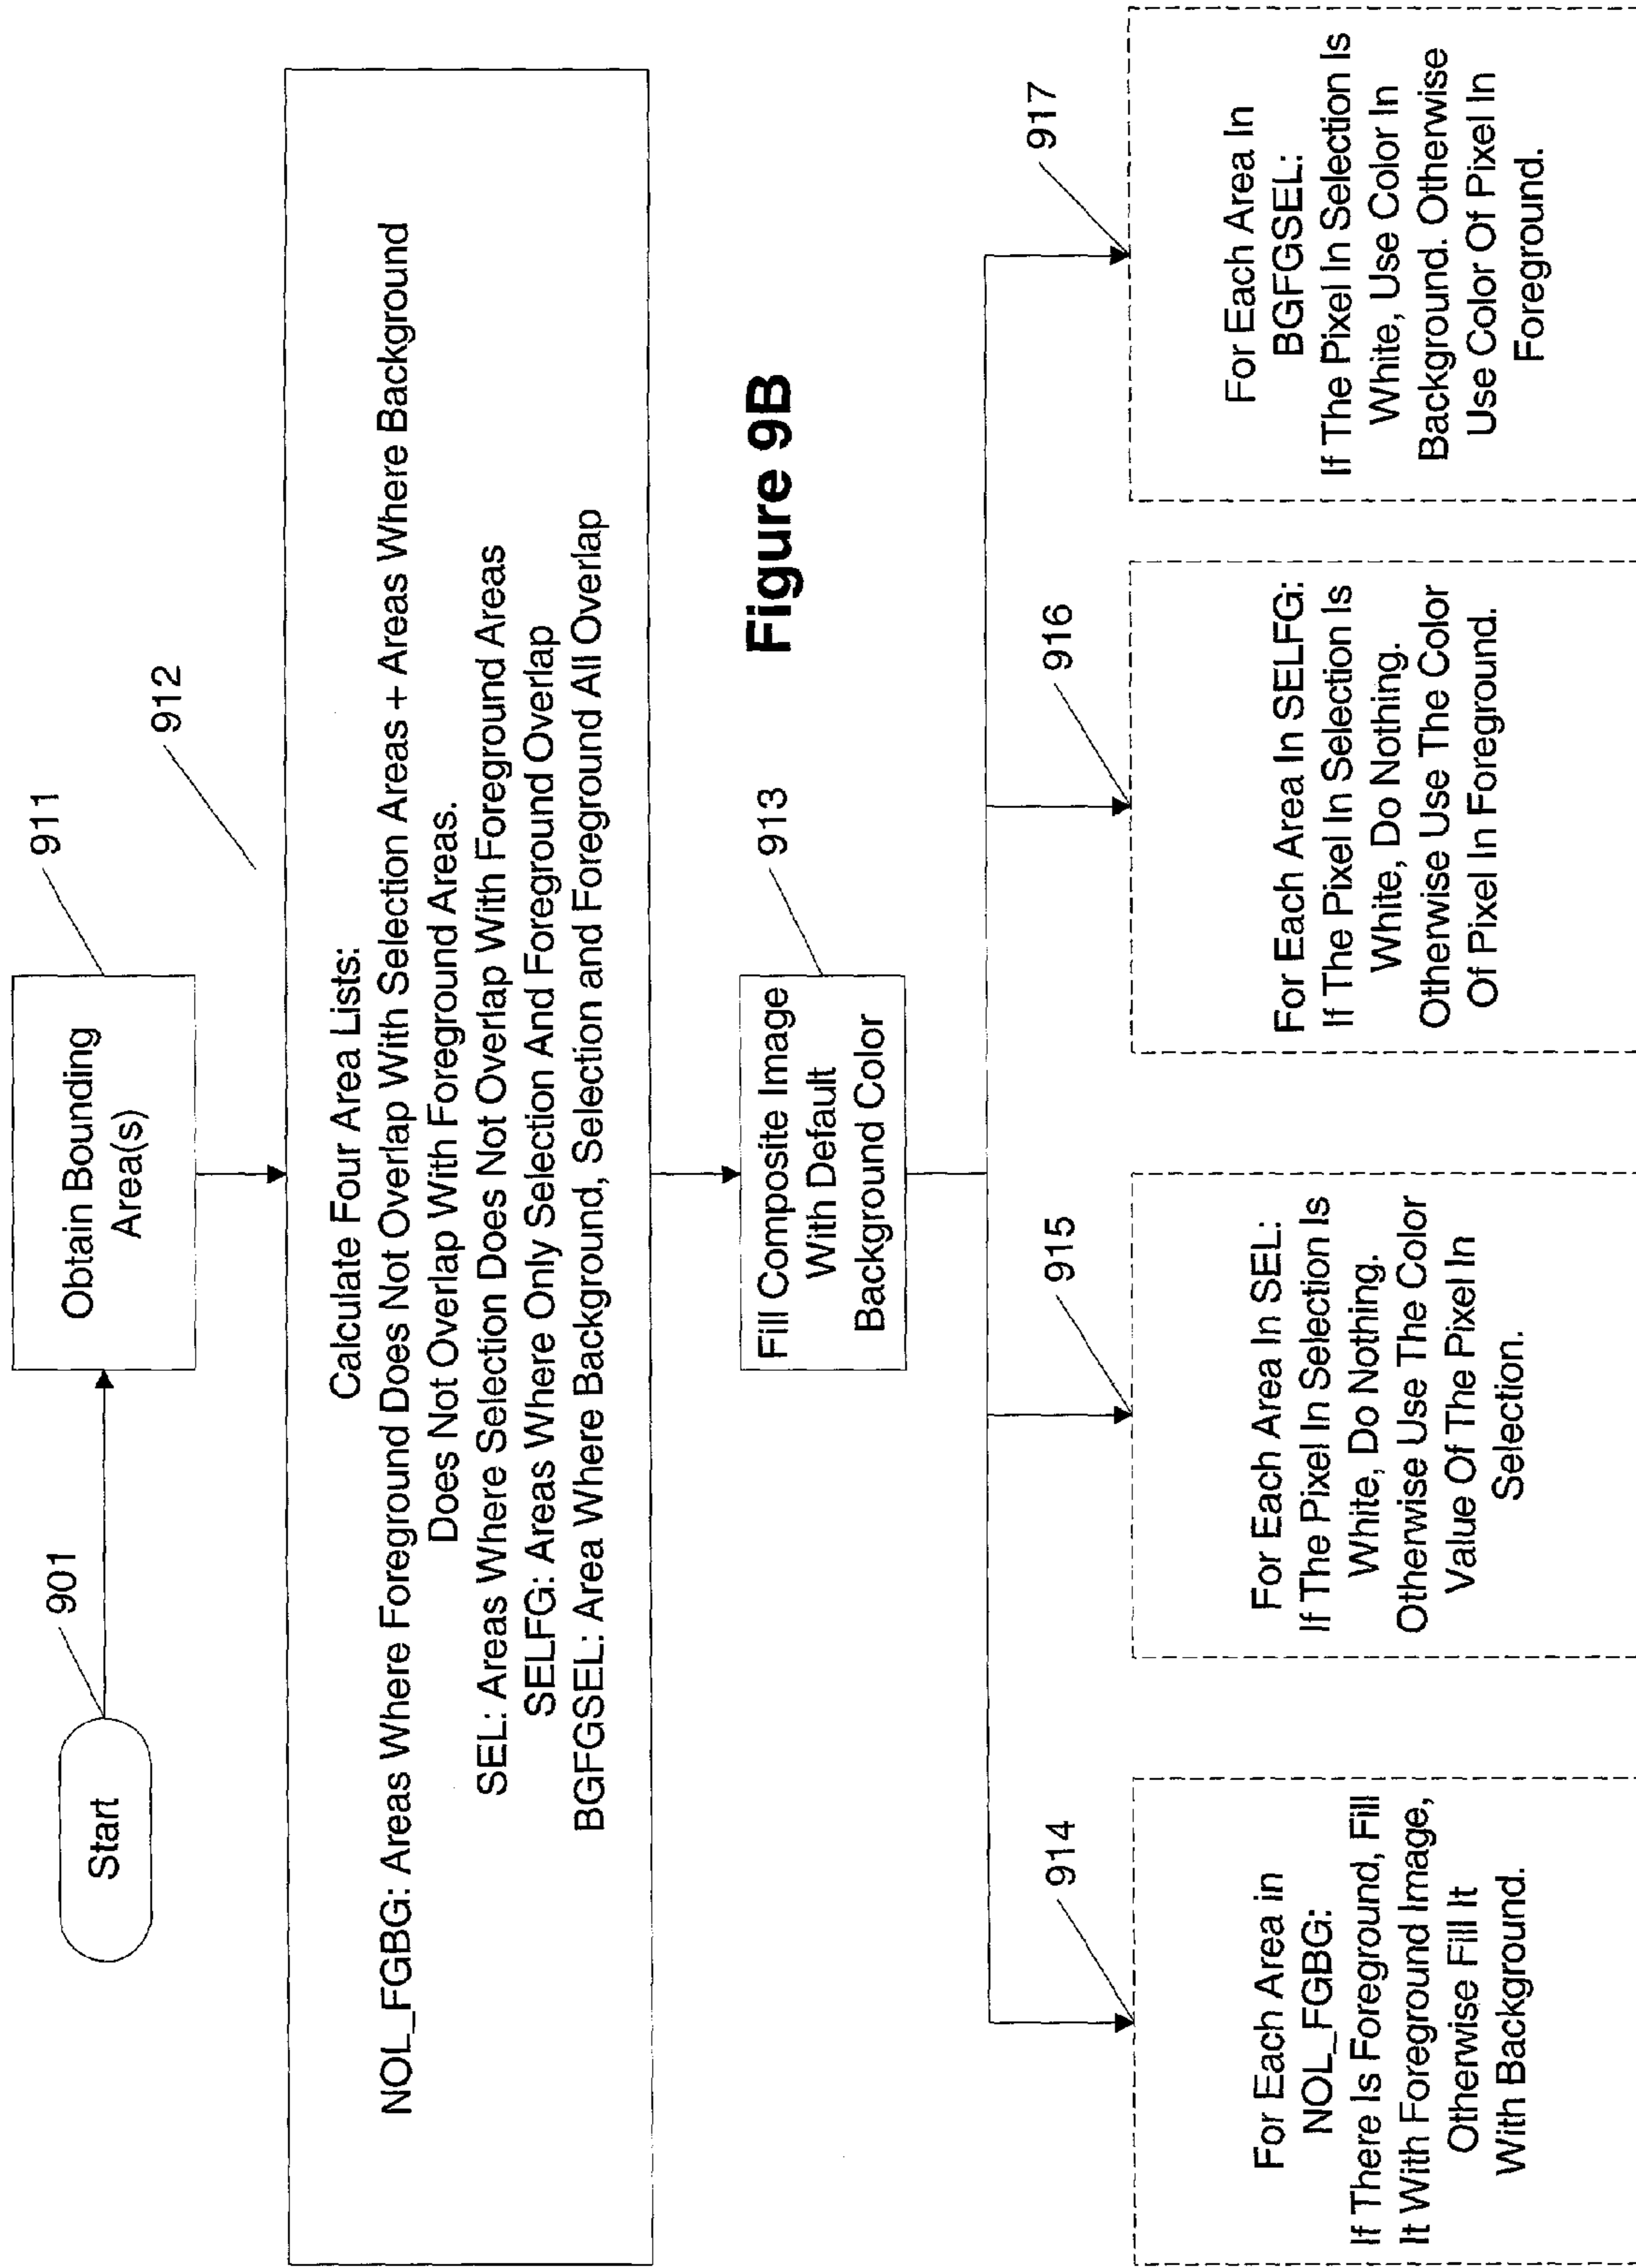 901
Start
911
Obtain Bounding
Area(s)
912
Calculate Four Area Lists:
NOL_FGBG: Areas Where Foreground Does Not Overlap With Selection Areas + Areas Where Background
Does Not Overlap With Foreground Areas.
SEL: Areas Where Selection Does Not Overlap With Foreground Areas
SELFG: Areas Where Only Selection And Foreground Overlap
BGFGSEL: Area Where Background, Selection and Foreground All Overlap
913
Fill Composite Image
With Default
Background Color
Figure 9B
914
For Each Area in
NOL_FGBG:
If There Is Foreground, Fill
It With Foreground Image,
Otherwise Fill It
With Background.
915
For Each Area In SEL:
If The Pixel In Selection Is
White, Do Nothing.
Otherwise Use The Color
Value Of The Pixel In
Selection.
916
For Each Area In SELFG:
If The Pixel In Selection Is
White, Do Nothing.
Otherwise Use The Color
Of Pixel In Foreground.
917
For Each Area In
BGFGSEL:
If The Pixel In Selection Is
White, Use Color In
Background. Otherwise
Use Color Of Pixel In
Foreground.